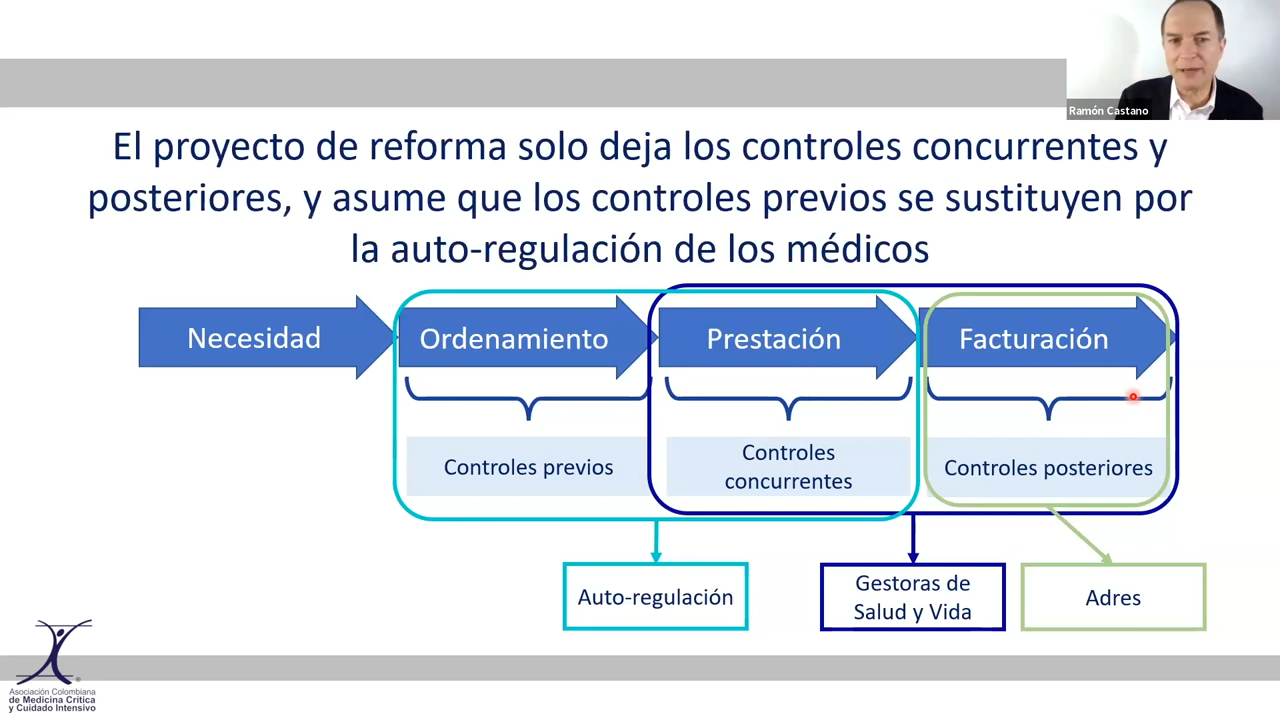 Ramón Castano
El proyecto de reforma solo deja los controles concurrentes y
posteriores, y asume que los controles previos se sustituyen por
la auto-regulación de los médicos
Necesidad
Ordenamiento
Prestación
Facturación
Controles previos
Controles
concurrentes
Controles posteriores
Auto-regulación
Gestoras de
Salud y Vida
Adres
Asociación Colombiana
de Medicina Crítica
y Cuidado Intensivo